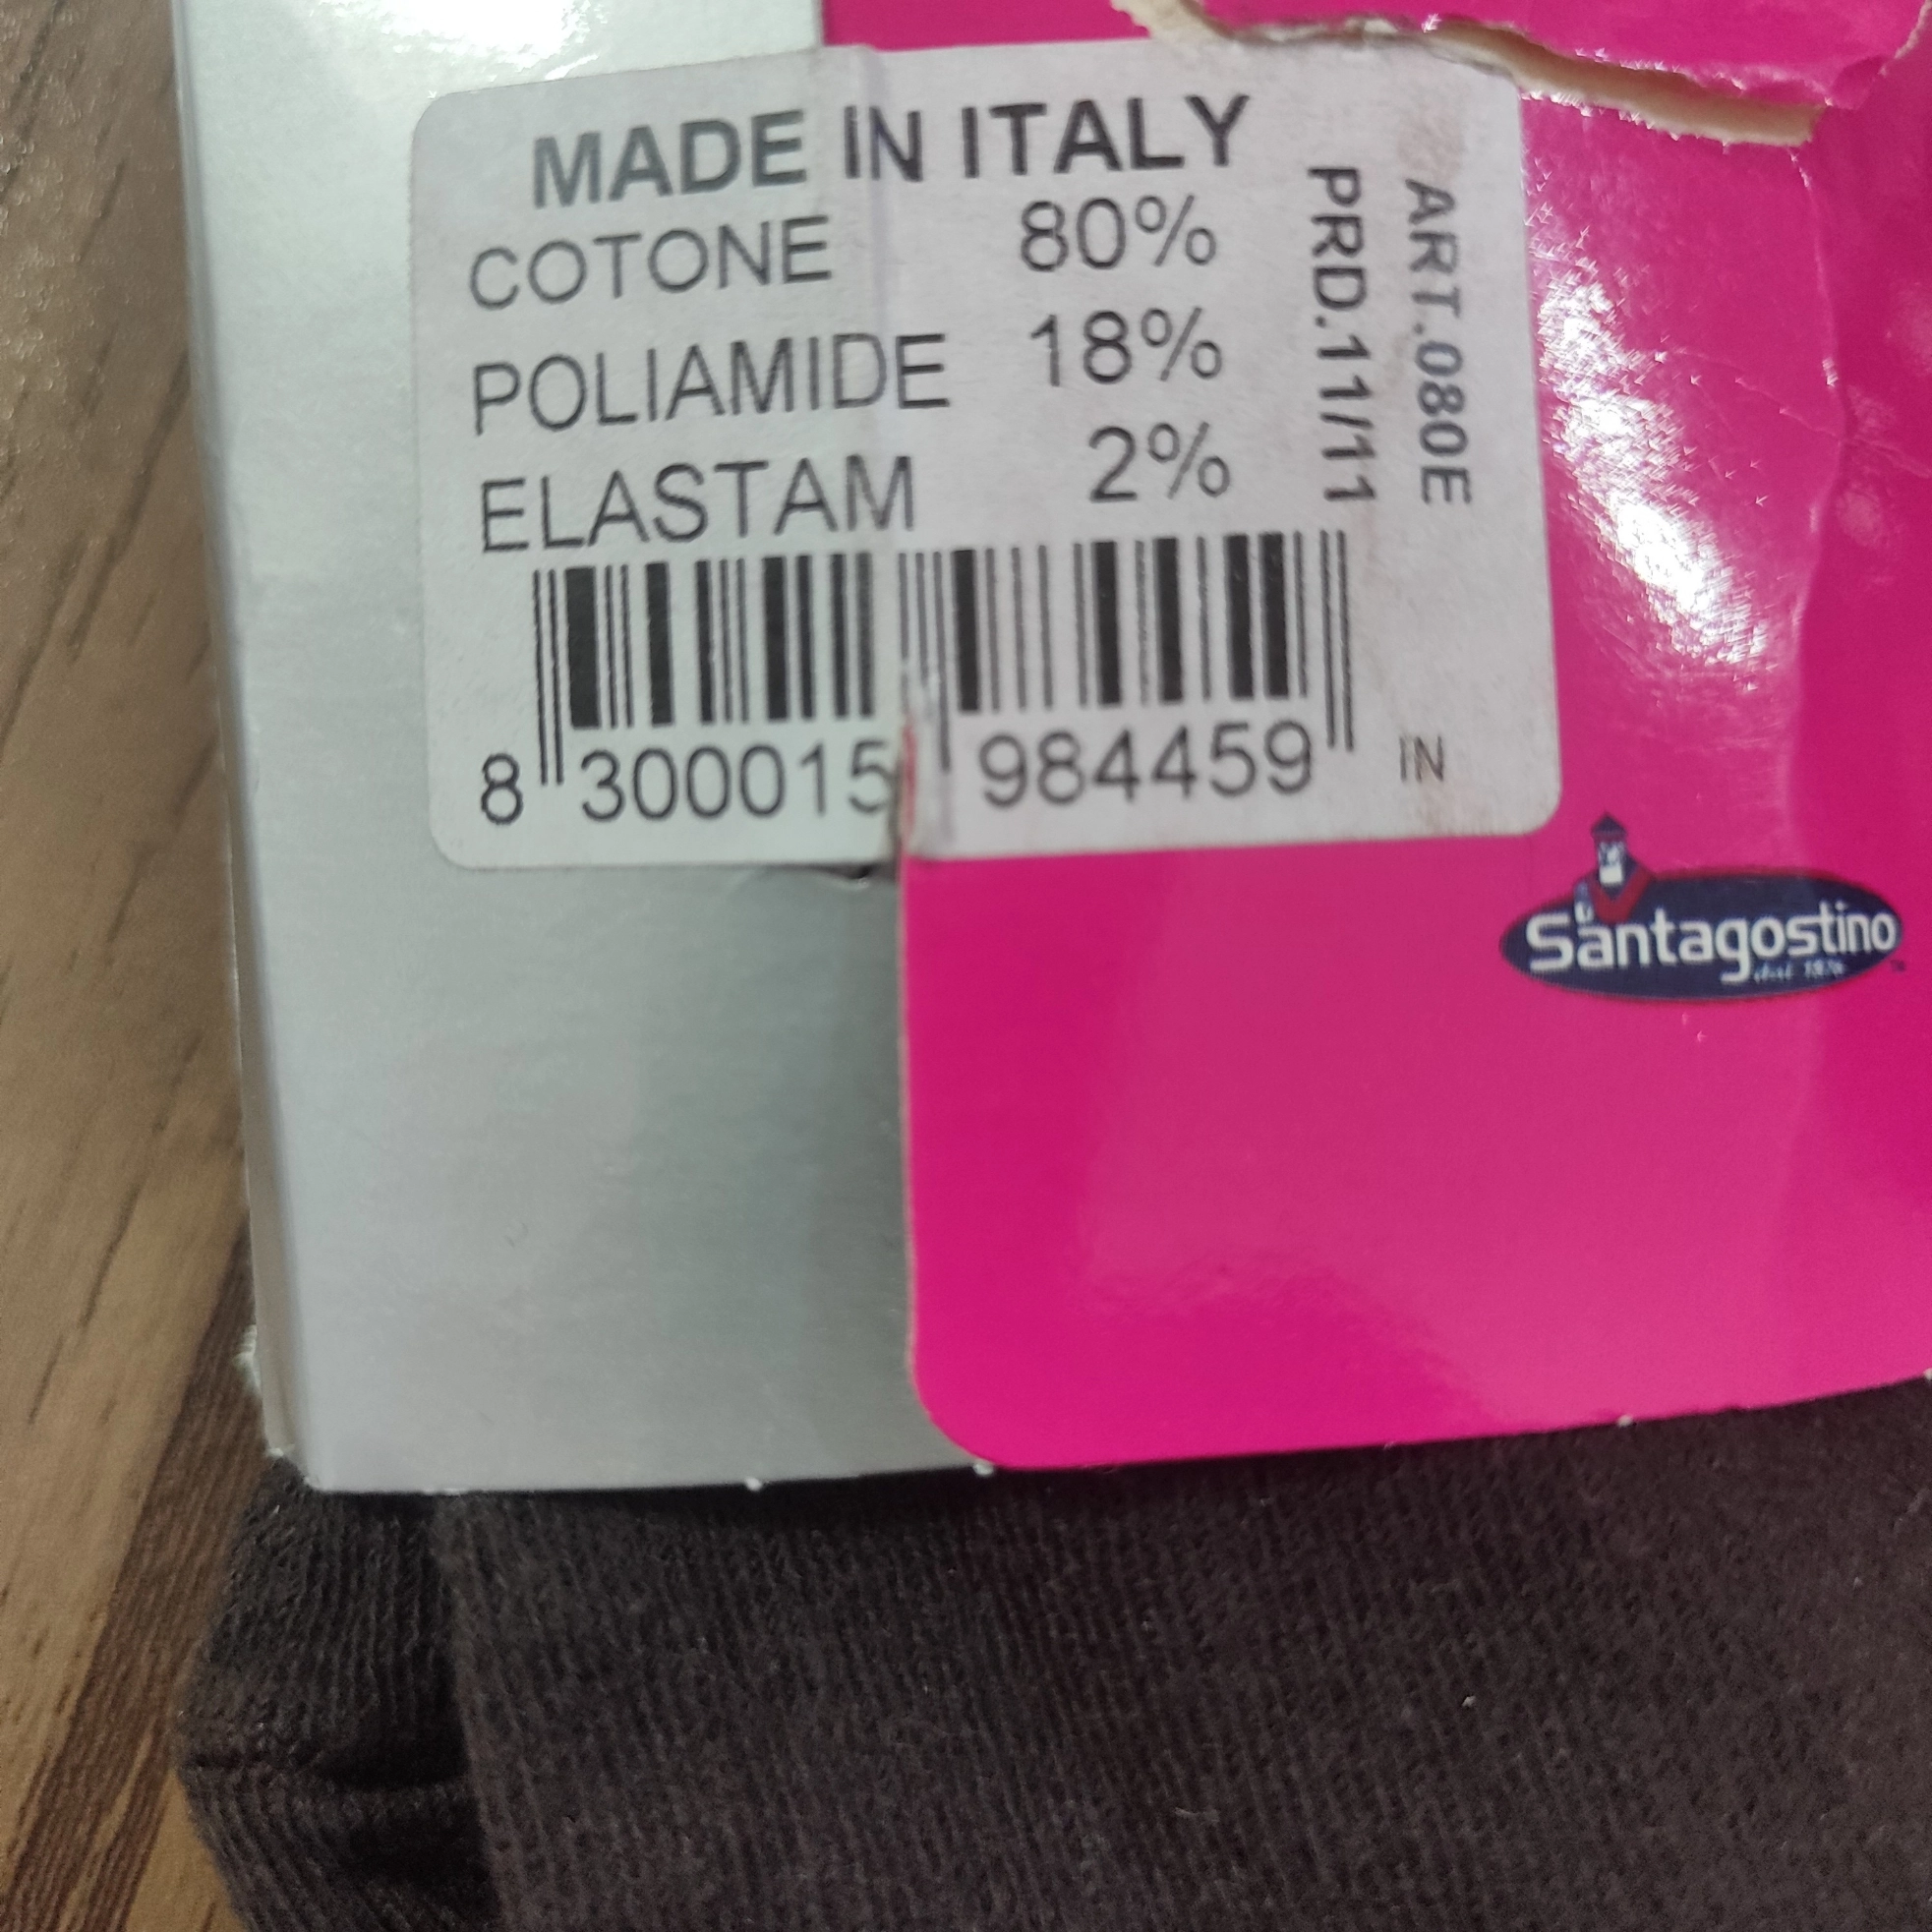 MADE IN ITALY
COTONE 80%
POLIAMIDE 18%
ELASTAM 2%
PRD.11/11
ART.080E
8 300015 984459
IN
Santagostino
dal